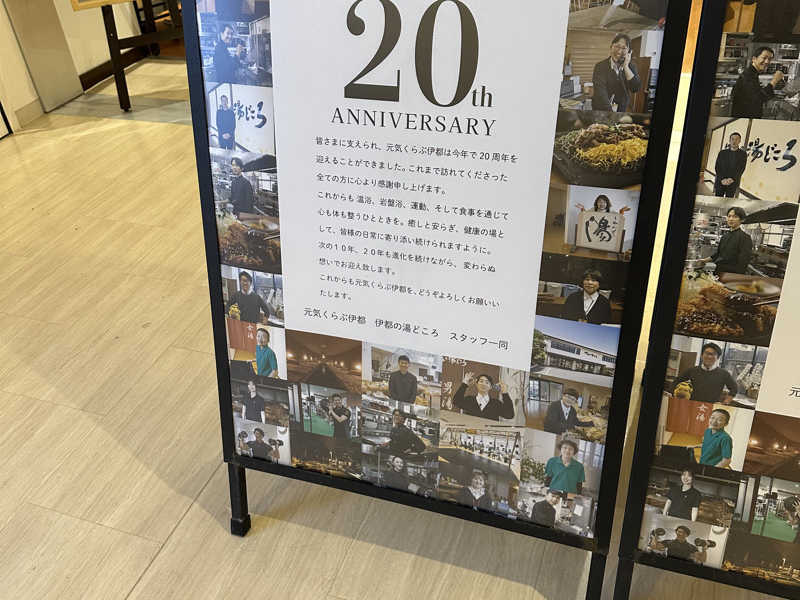 20th
ANNIVERSARY
皆さまに支えられ、元気くらぶ伊都は今年で20周年を
迎えることができました。これまで訪れてくださった
全ての方に心より感謝申し上げます。
これからも温浴、岩盤浴、運動、そして食事を通じて
心も体も整うひとときを。癒しと安らぎ、健康の場と
して、皆様の日常に寄り添い続けられますように。
次の10年、20年も進化を続けながら、変わらぬ
想いでお迎え致します。
これからも元気くらぶ伊都を、どうぞよろしくお願いい
たします。
元気くらぶ伊都　伊都の湯どころ　スタッフ一同
湯どころ
湯
男湯
湯どころ
女湯
元